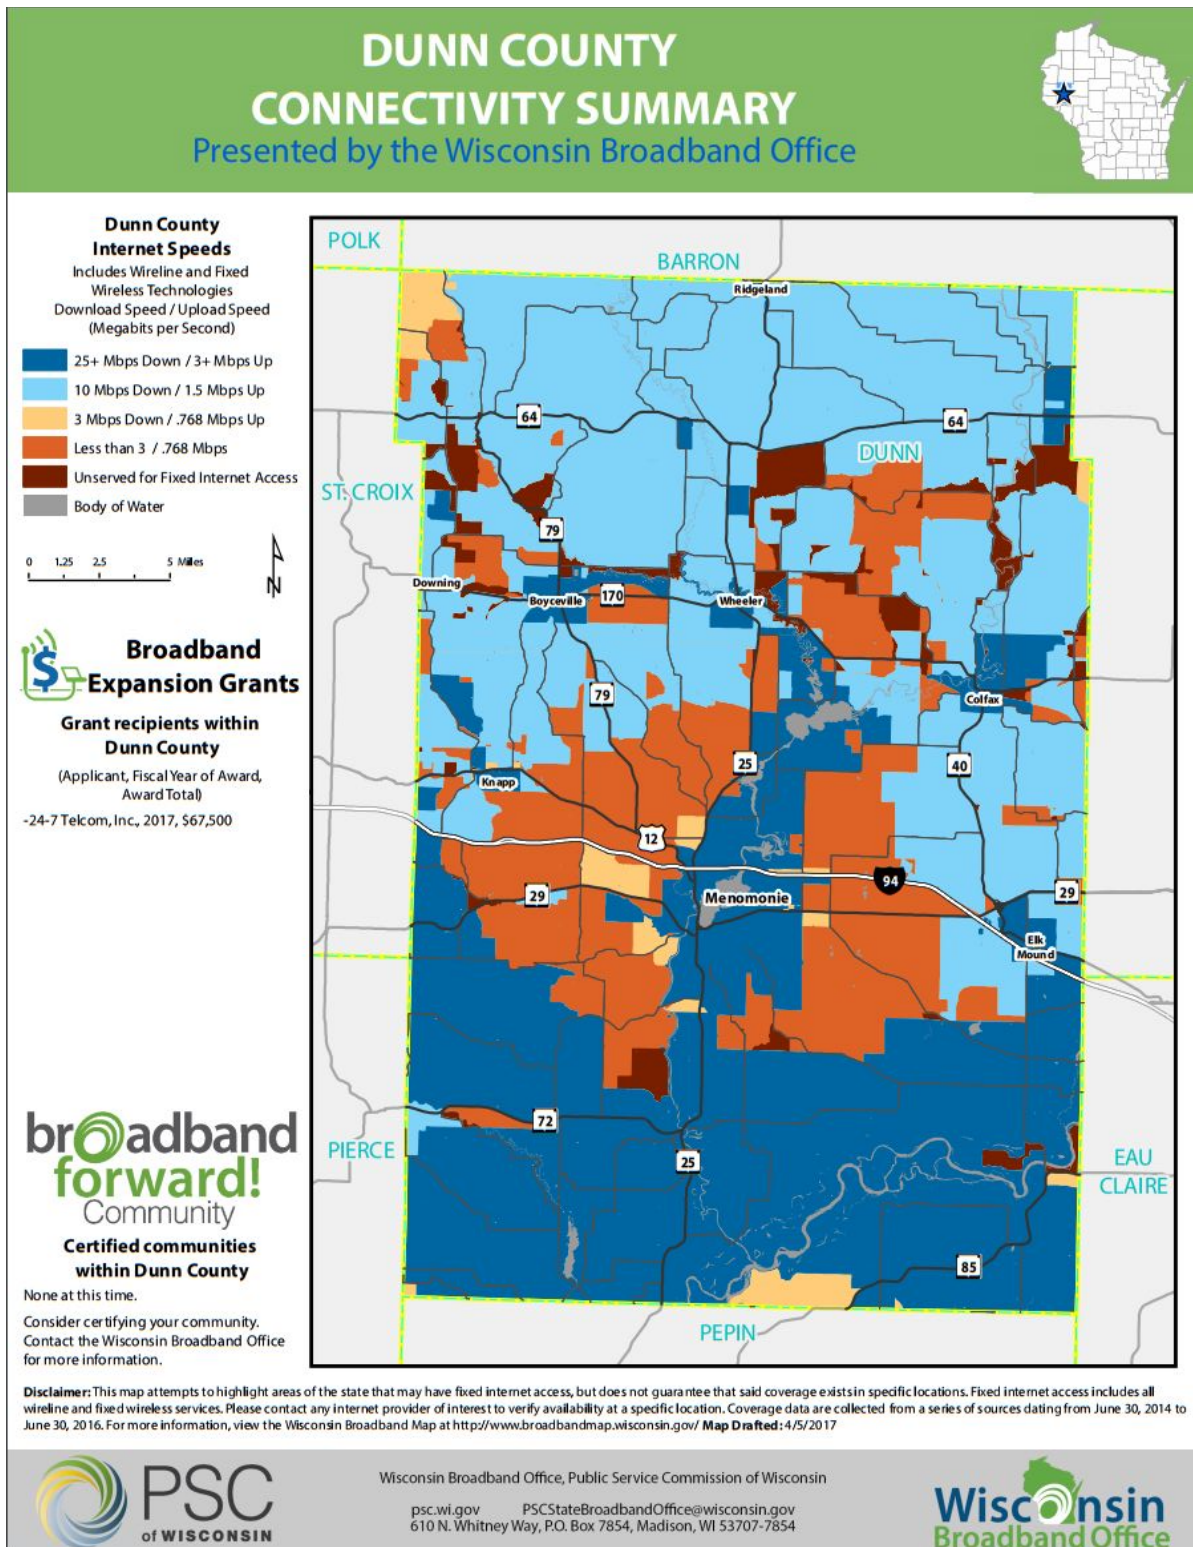 DUNN COUNTY
CONNECTIVITY SUMMARY
Presented by the Wisconsin Broadband Office
Dunn County
Internet Speeds
Includes Wireline and Fixed
Wireless Technologies
Download Speed / Upload Speed
(Megabits per Second)
25+ Mbps Down / 3+ Mbps Up
10 Mbps Down / 1.5 Mbps Up
3 Mbps Down / .768 Mbps Up
Less than 3 / .768 Mbps
Unserved for Fixed Internet Access
Body of Water
0 1.25 2.5 5 Miles
N
$
Broadband
Expansion Grants
Grant recipients within
Dunn County
(Applicant, Fiscal Year of Award,
Award Total)
-24-7 Telcom, Inc., 2017, $67,500
broadband
forward!
Community
Certified communities
within Dunn County
None at this time.
Consider certifying your community.
Contact the Wisconsin Broadband Office
for more information.
POLK
BARRON
Ridgeland
64
64
DUNN
ST. CROIX
79
Downing
Boyceville
170
Wheeler
79
Colfax
25
40
Knapp
12
94
29
Menomonie
29
Elk
Mound
72
PIERCE
25
EAU
CLAIRE
85
PEPIN
Disclaimer: This map attempts to highlight areas of the state that may have fixed internet access, but does not guarantee that said coverage exists in specific locations. Fixed internet access includes all
wireline and fixed wireless services. Please contact any internet provider of interest to verify availability at a specific location. Coverage data are collected from a series of sources dating from June 30, 2014 to
June 30, 2016. For more information, view the Wisconsin Broadband Map at http://www.broadbandmap.wisconsin.gov/ Map Drafted: 4/5/2017
PSC
of WISCONSIN
Wisconsin Broadband Office, Public Service Commission of Wisconsin
psc.wi.gov PSCStateBroadbandOffice@wisconsin.gov
610 N. Whitney Way, P.O. Box 7854, Madison, WI 53707-7854
Wisconsin
Broadband Office